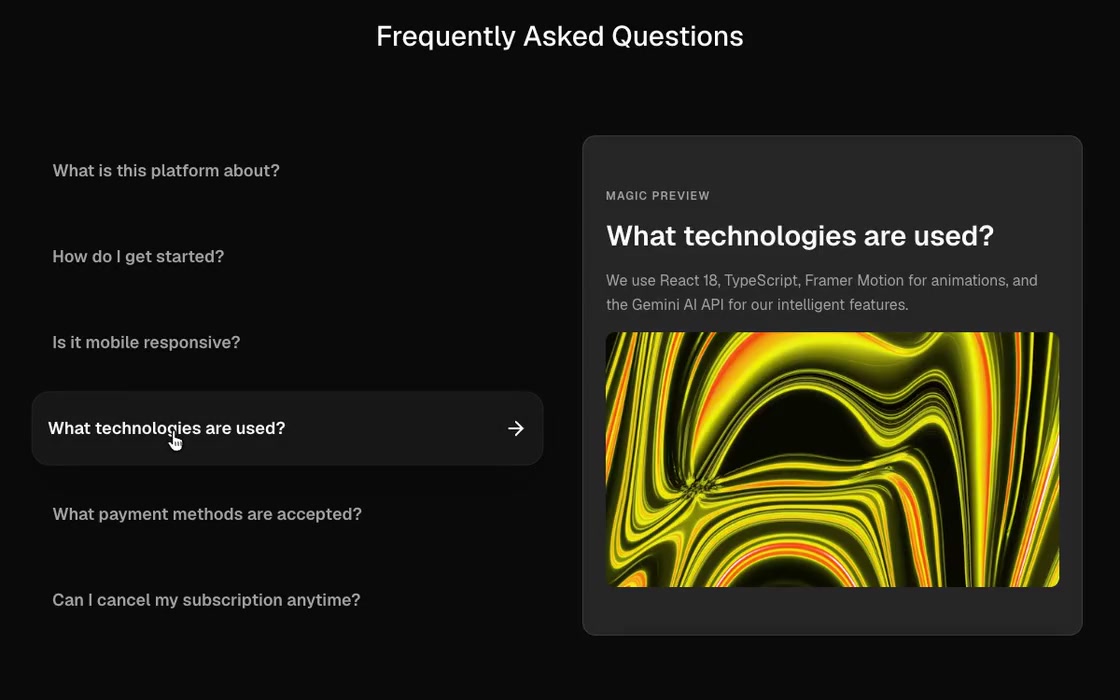 Frequently Asked Questions
What is this platform about?
How do I get started?
Is it mobile responsive?
What technologies are used?
What payment methods are accepted?
Can I cancel my subscription anytime?
MAGIC PREVIEW
What technologies are used?
We use React 18, TypeScript, Framer Motion for animations, and
the Gemini AI API for our intelligent features.